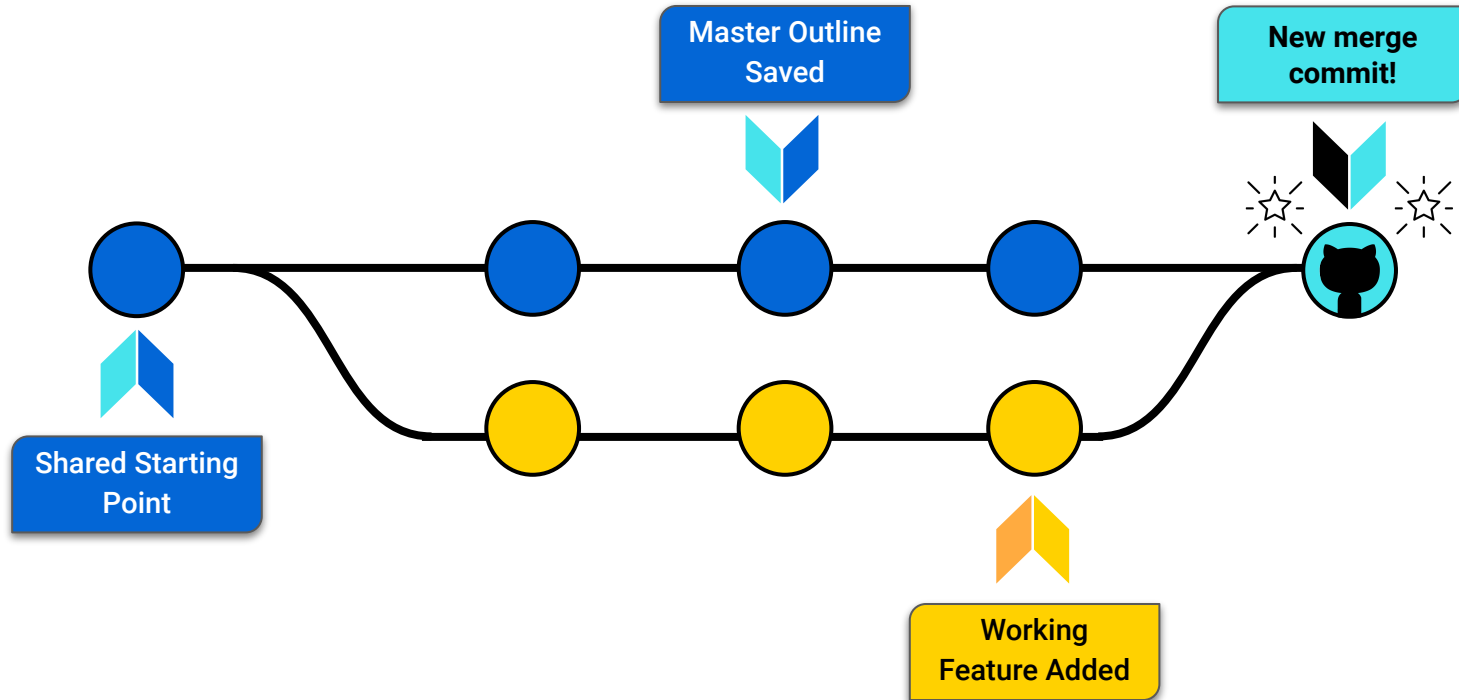 Master Outline
Saved
New merge
commit!
Shared Starting
Point
Working
Feature Added